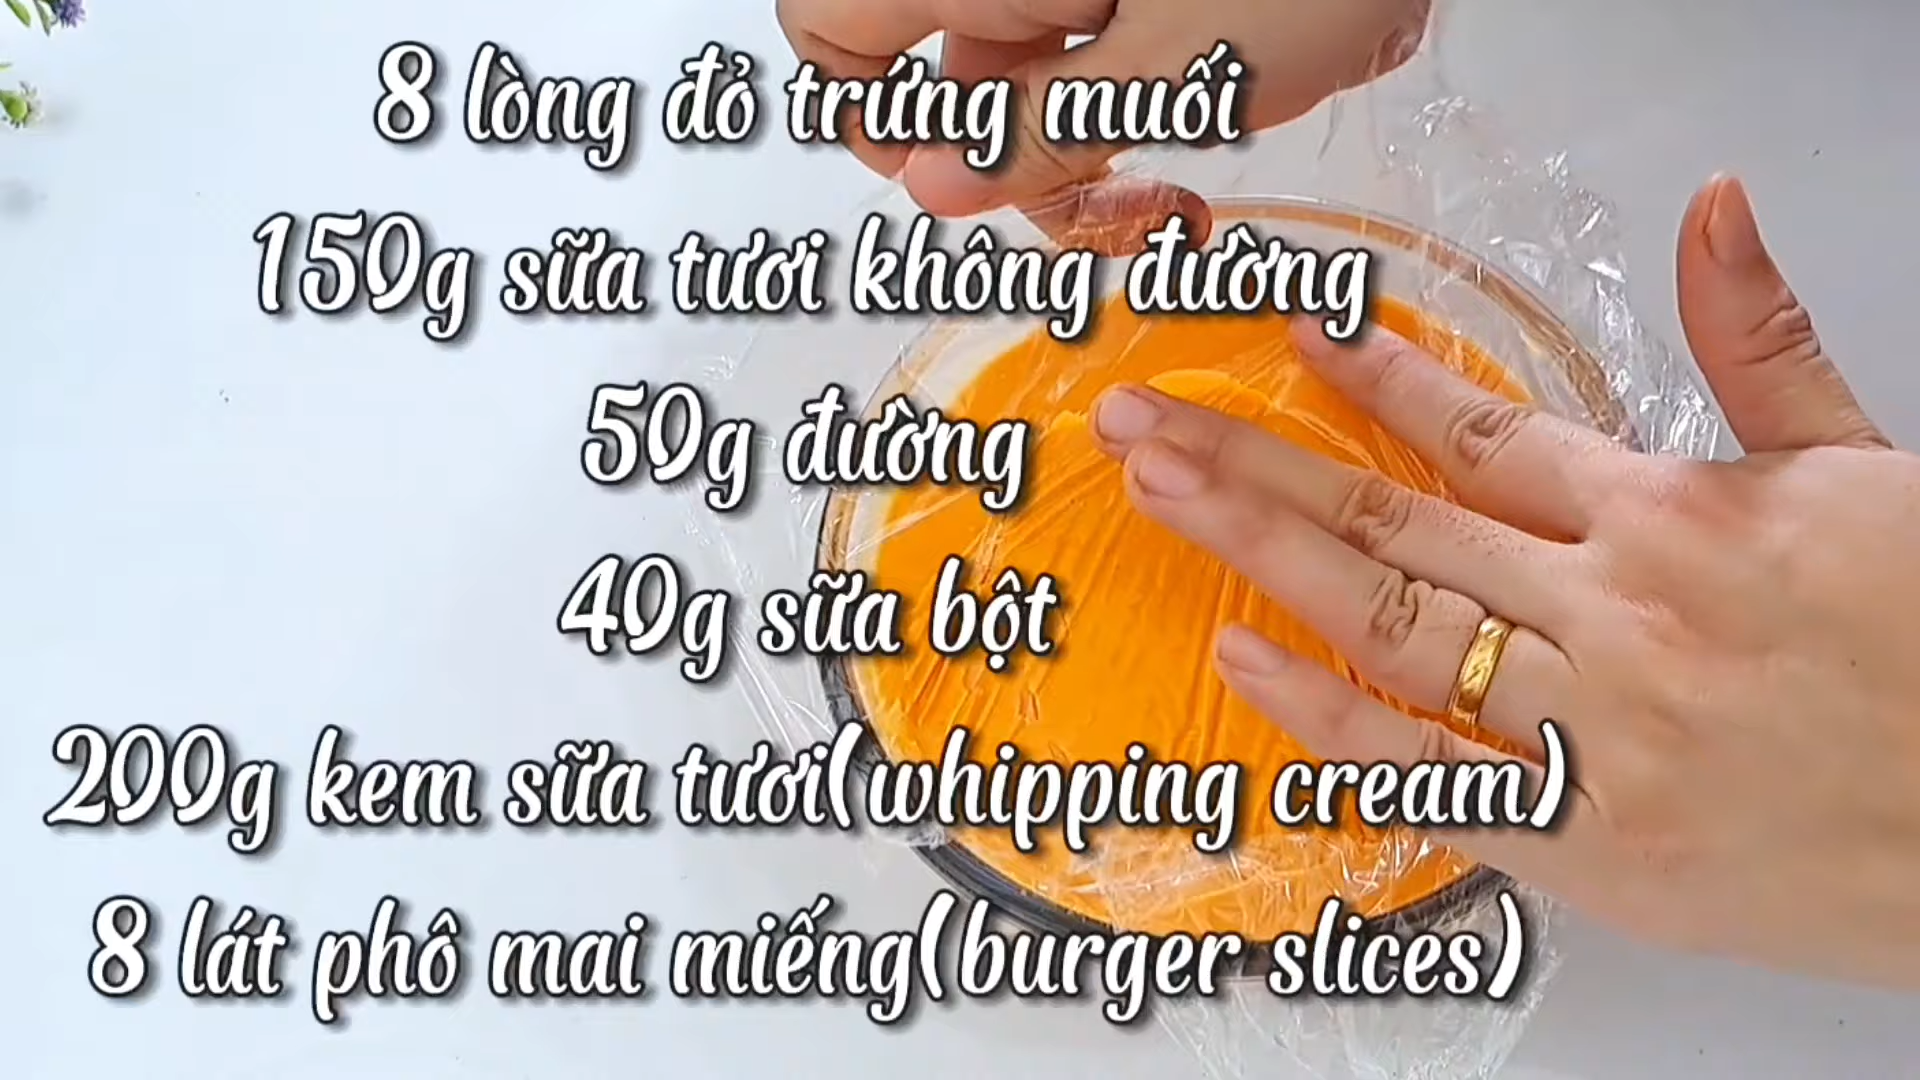 8 lòng đỏ trứng muối
150g sữa tươi không đường
50g đường
40g sữa bột
200g kem sữa tươi(whipping cream)
8 lát phô mai miếng(burger slices)